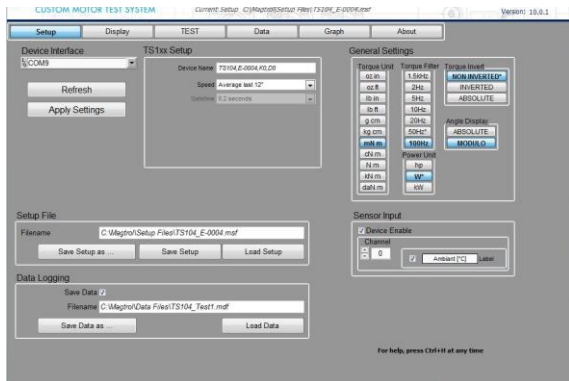 CUSTOM MOTOR TEST SYSTEM
Current Setup C:\Magtrol\Setup Files\TS104_E-0004.msf
Version: 10.0.1
Setup Display TEST Data Graph About
Device Interface
COM9
Refresh
Apply Settings
TS1xx Setup
Device Name TS104,E-0004,K0,D0
Speed Average last 12*
0.2 seconds
General Settings
Torque Unit
oz in
oz ft
lb in
lb ft
g cm
kg cm
mN m
cN m
N m
kN m
daN m
Torque Filter
1.5kHz
2Hz
5Hz
10Hz
20Hz
50Hz*
100Hz
Power Unit
hp
W*
kW
Torque Invert
NON INVERTED*
INVERTED
ABSOLUTE
Angle Display
ABSOLUTE
MODULO
Setup File
Filename C:\Magtrol\Setup Files\TS104_E-0004.msf
Save Setup as ... Save Setup Load Setup
Sensor Input
Device Enable
Channel
0
Ambiant [°C] Label
Data Logging
Save Data
Filename C:\Magtrol\Data Files\TS104_Test1.mdf
Save Data as ... Load Data
For help, press Ctrl+H at any time